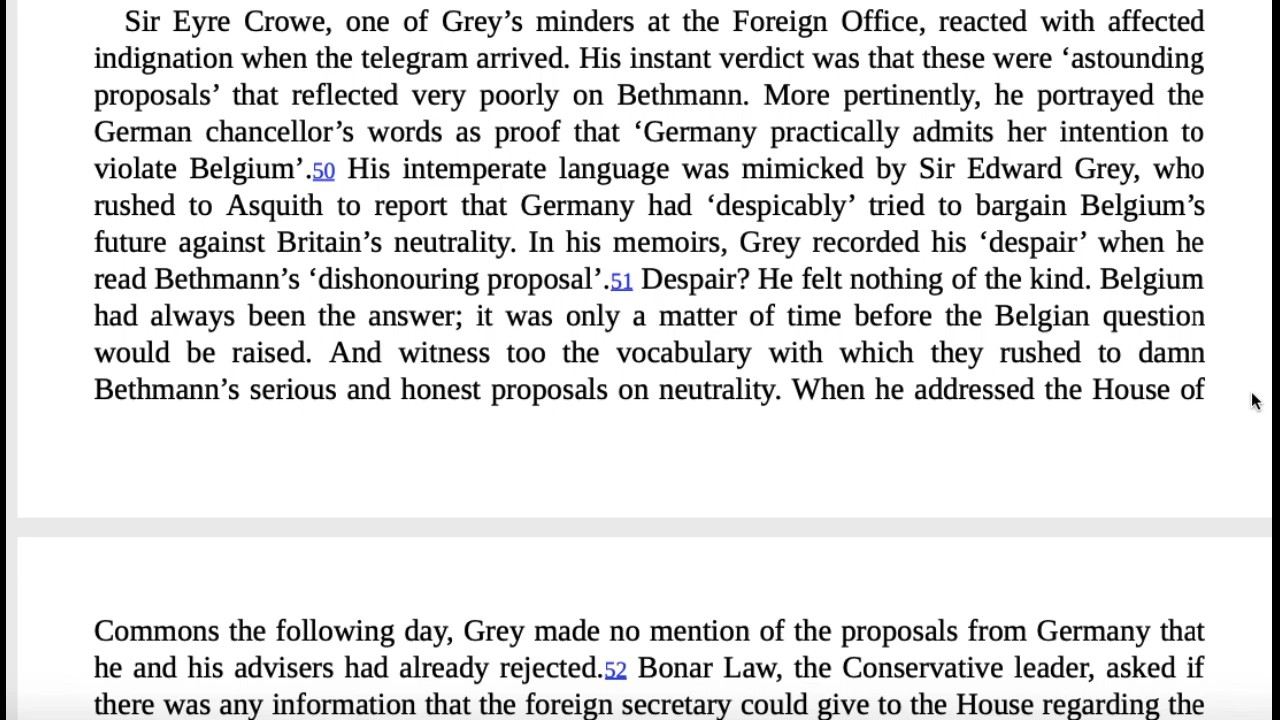 Sir Eyre Crowe, one of Grey’s minders at the Foreign Office, reacted with affected
indignation when the telegram arrived. His instant verdict was that these were ‘astounding
proposals’ that reflected very poorly on Bethmann. More pertinently, he portrayed the
German chancellor’s words as proof that ‘Germany practically admits her intention to
violate Belgium’.50 His intemperate language was mimicked by Sir Edward Grey, who
rushed to Asquith to report that Germany had ‘despicably’ tried to bargain Belgium’s
future against Britain’s neutrality. In his memoirs, Grey recorded his ‘despair’ when he
read Bethmann’s ‘dishonouring proposal’.51 Despair? He felt nothing of the kind. Belgium
had always been the answer; it was only a matter of time before the Belgian question
would be raised. And witness too the vocabulary with which they rushed to damn
Bethmann’s serious and honest proposals on neutrality. When he addressed the House of
Commons the following day, Grey made no mention of the proposals from Germany that
he and his advisers had already rejected.52 Bonar Law, the Conservative leader, asked if
there was any information that the foreign secretary could give to the House regarding the